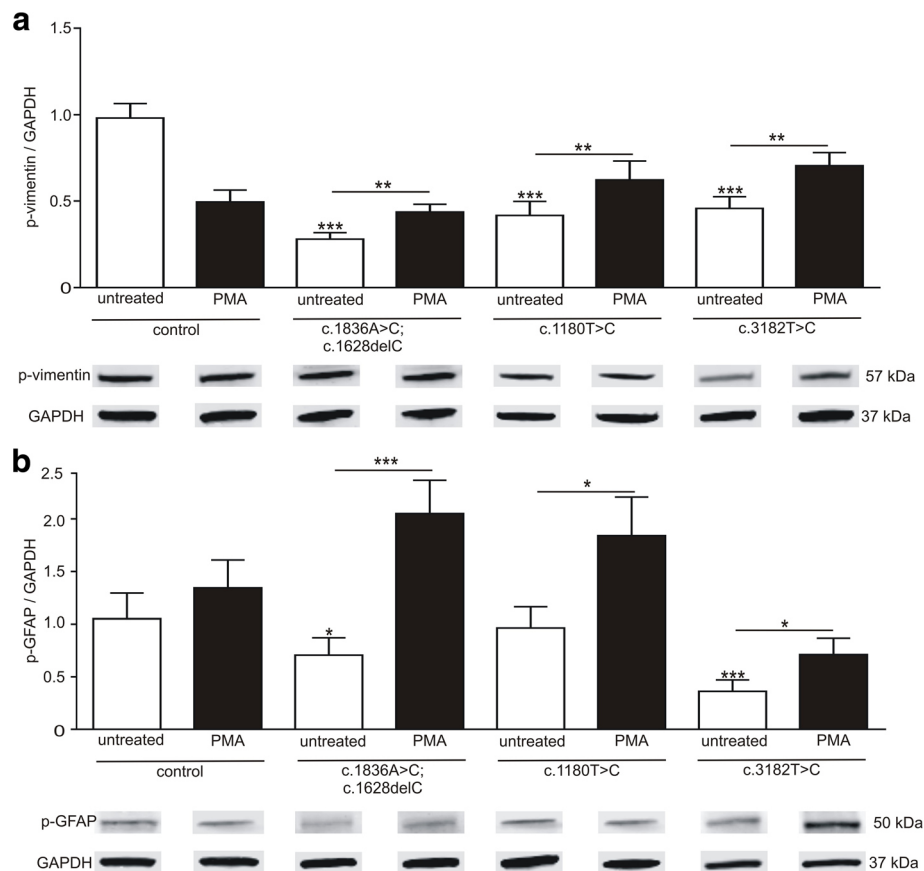 a
1.5
1.0
0.5
0
p-vimentin / GAPDH
***
**
***
**
***
**
untreated PMA untreated PMA untreated PMA untreated PMA
control c.1836A>C; c.1180T>C c.3182T>C
c.1628delC
p-vimentin 57 kDa
GAPDH 37 kDa
b
2.5
2.0
1.5
1.0
0.5
0
p-GFAP / GAPDH
*
***
*
***
*
untreated PMA untreated PMA untreated PMA untreated PMA
control c.1836A>C; c.1180T>C c.3182T>C
c.1628delC
p-GFAP 50 kDa
GAPDH 37 kDa